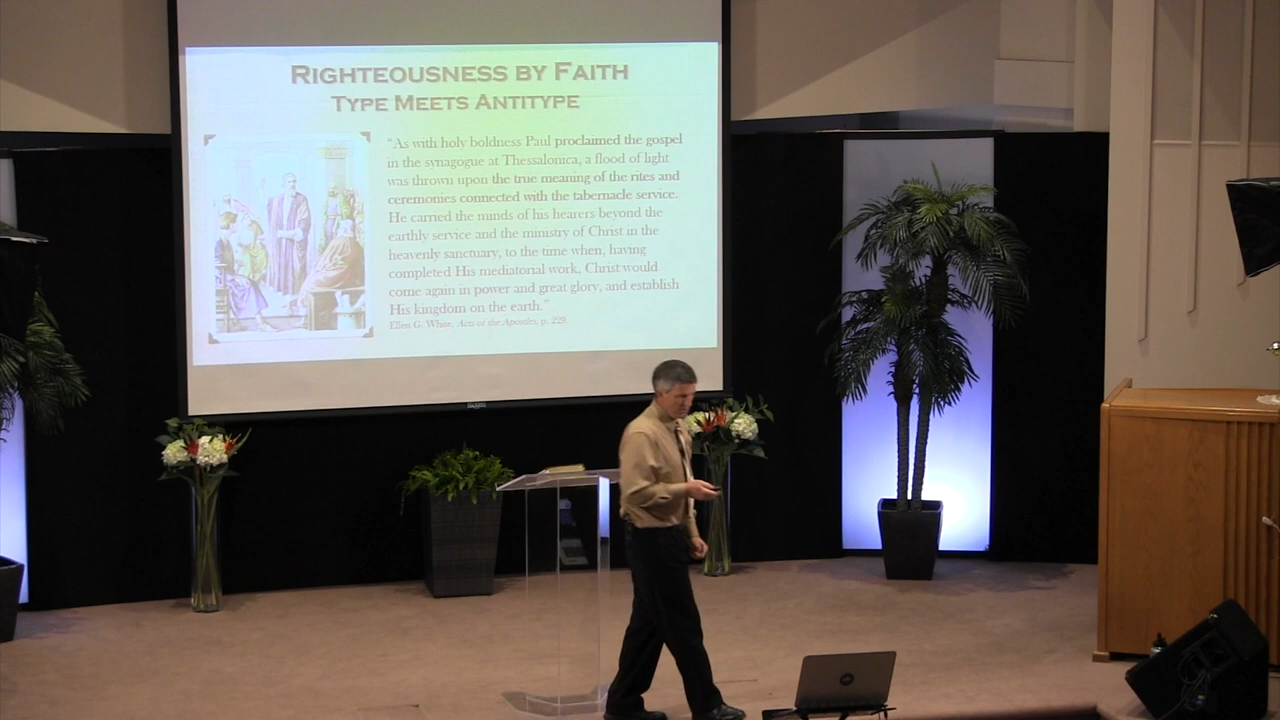 RIGHTEOUSNESS BY FAITH
TYPE MEETS ANTITYPE
“As with holy boldness Paul proclaimed the gospel
in the synagogue at Thessalonica, a flood of light
was thrown upon the true meaning of the rites and
ceremonies connected with the tabernacle service.
He carried the minds of his hearers beyond the
earthly service and the ministry of Christ in the
heavenly sanctuary, to the time when, having
completed His mediatorial work, Christ would
come again in power and great glory, and establish
His kingdom on the earth.”
Ellen G. White, Acts of the Apostles, p. 229